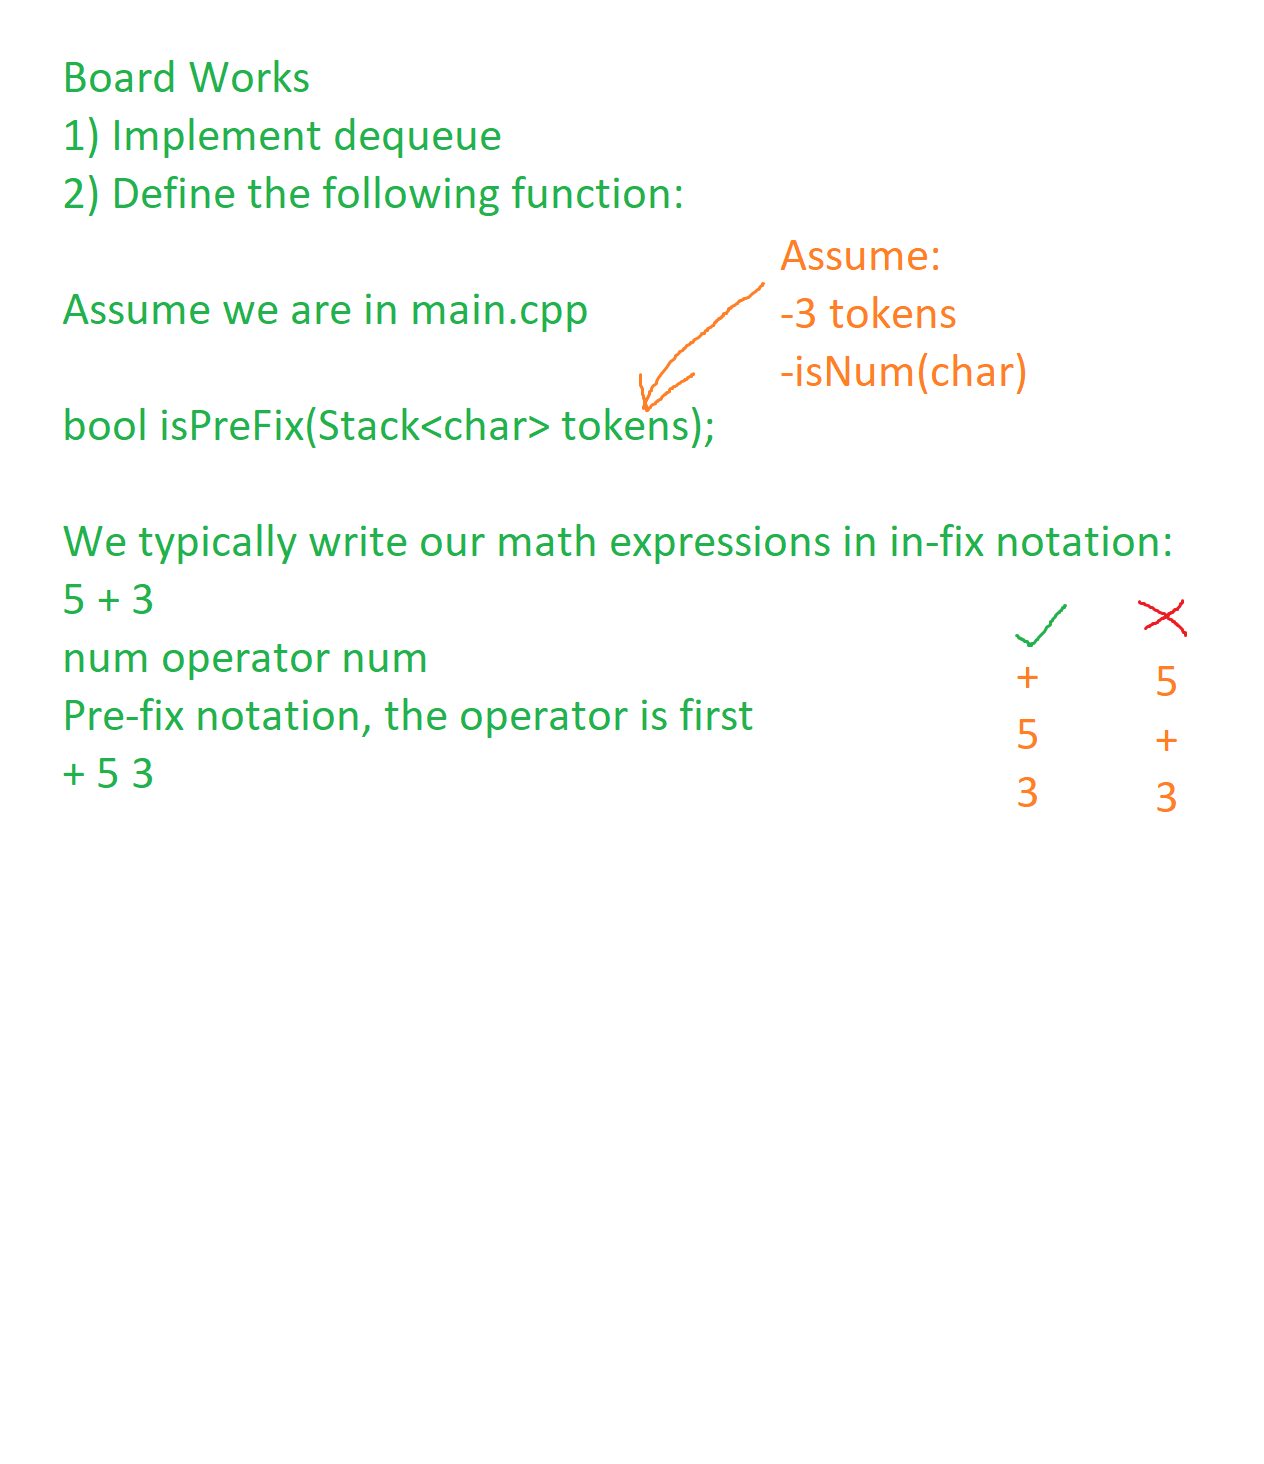 Board Works
1) Implement dequeue
2) Define the following function:
Assume:
-3 tokens
-isNum(char)
Assume we are in main.cpp
bool isPreFix(Stack<char> tokens);
We typically write our math expressions in in-fix notation:
5 + 3
num operator num
Pre-fix notation, the operator is first
+ 5 3
+
5
3
5
+
3